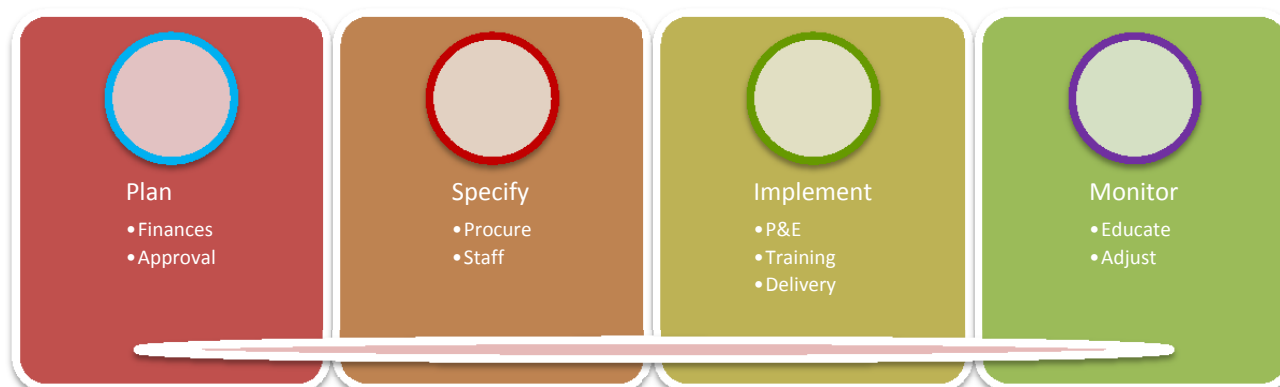 Plan
•Finances
•Approval
Specify
•Procure
•Staff
Implement
•P&E
•Training
•Delivery
Monitor
•Educate
•Adjust